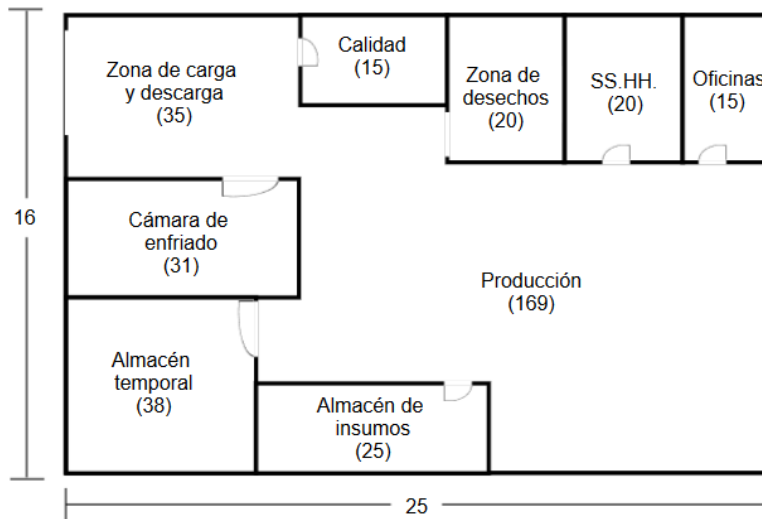 Zona de carga
y descarga
(35)
Calidad
(15)
Zona de
desechos
(20)
SS.HH.
(20)
Oficinas
(15)
16
Cámara de
enfriado
(31)
Producción
(169)
Almacén
temporal
(38)
Almacén de
insumos
(25)
25